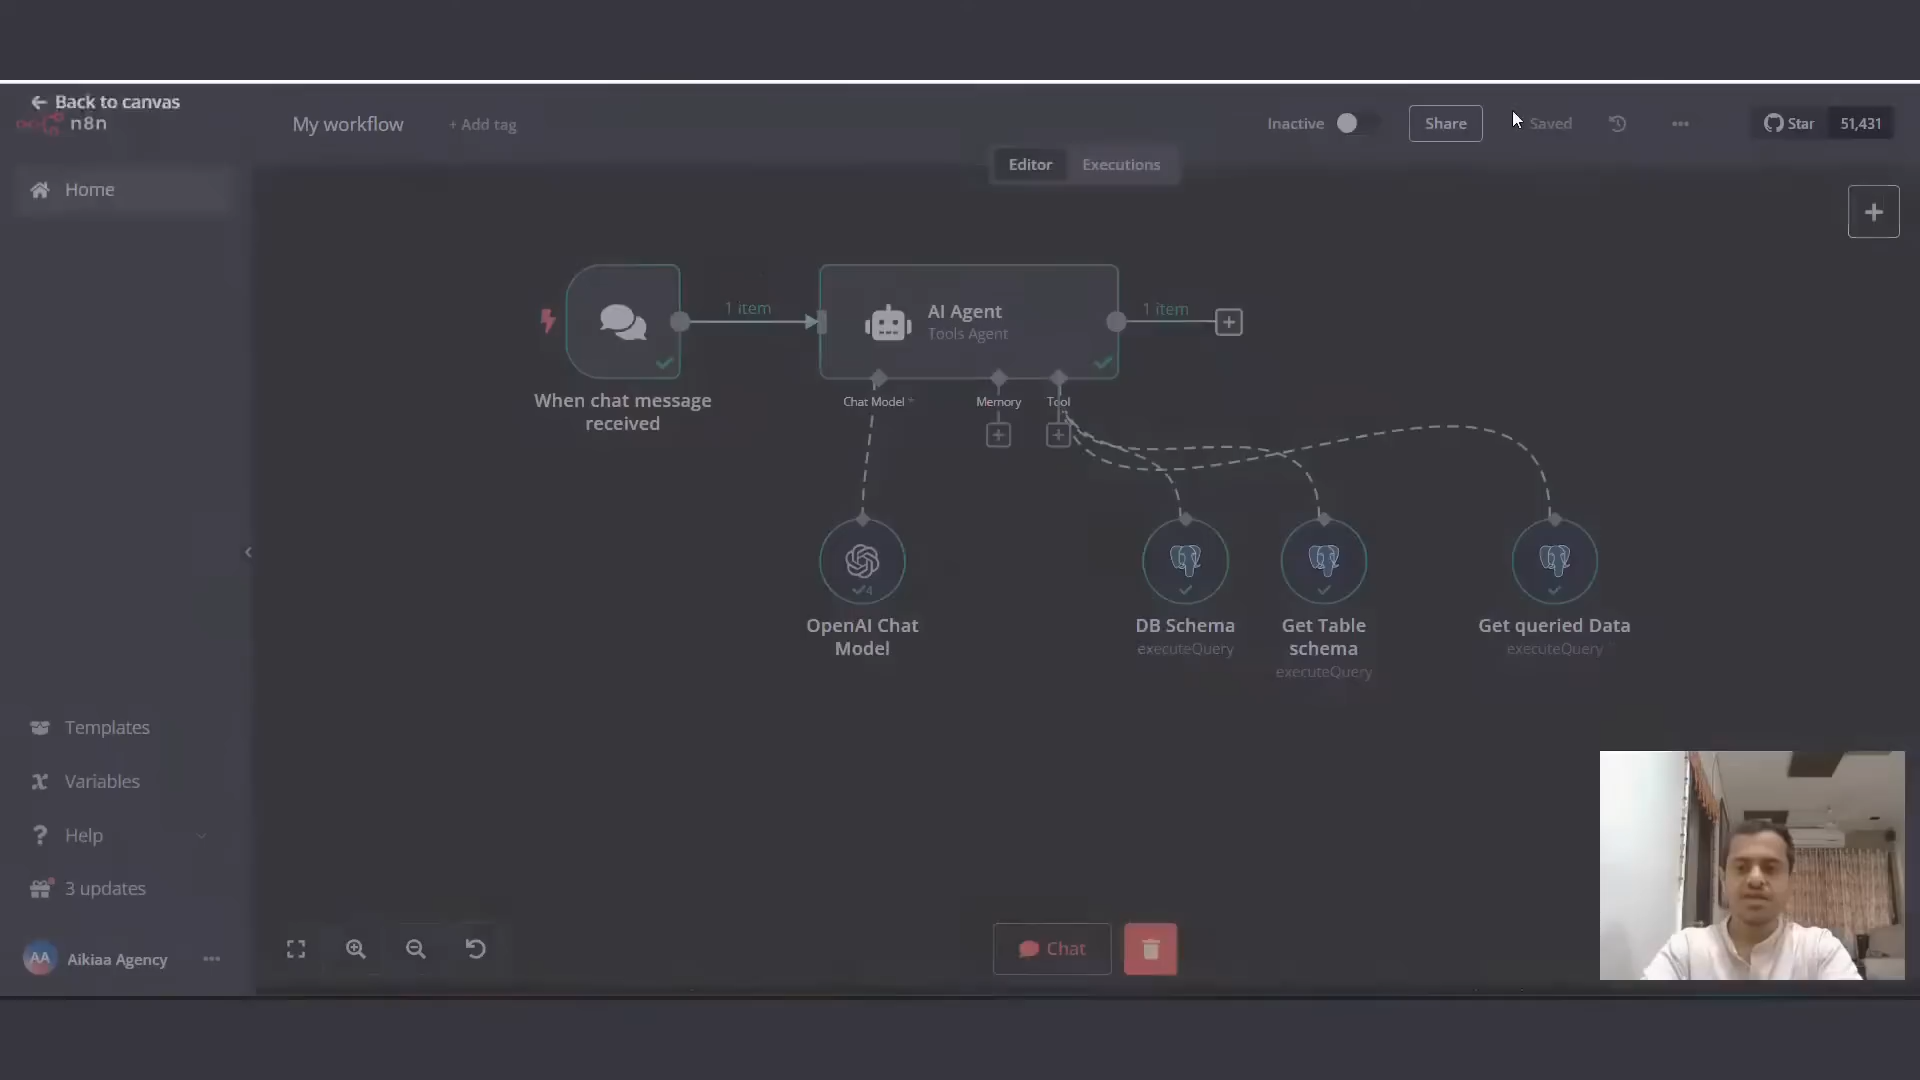 Back to canvas
n8n
My workflow
+ Add tag
Inactive
Share
Saved
Star
51,431
Editor
Executions
Home
1 item
AI Agent
Tools Agent
1 item
When chat message
received
Chat Model *
Memory
Tool
4
OpenAI Chat
Model
DB Schema
executeQuery
Get Table
schema
executeQuery
Get queried Data
executeQuery
Templates
Variables
Help
3 updates
AA
Aikiaa Agency
Chat